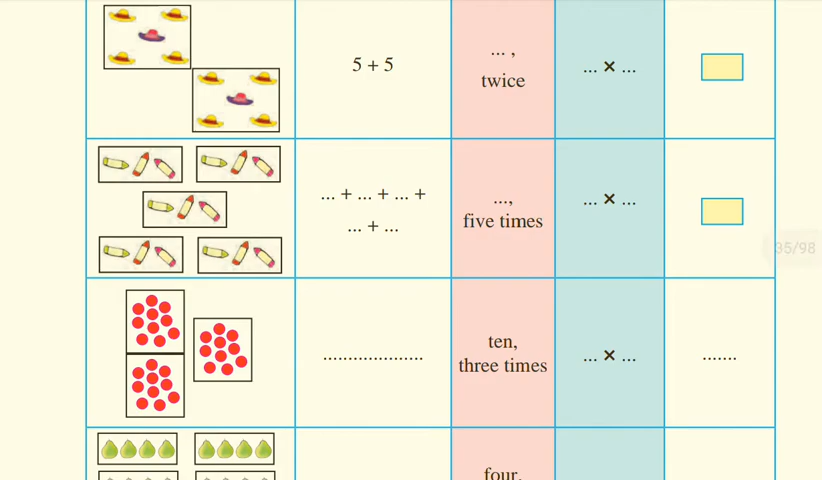 5 + 5
... ,
twice
... × ...
... + ... + ... +
... + ...
...,
five times
... × ...
35/98
....................
ten,
three times
... × ...
.......
four,